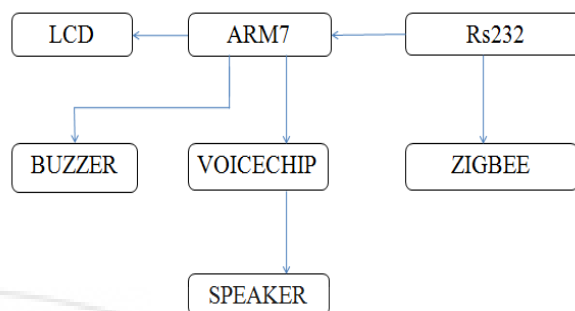 LCD
ARM7
Rs232
BUZZER
VOICECHIP
ZIGBEE
SPEAKER